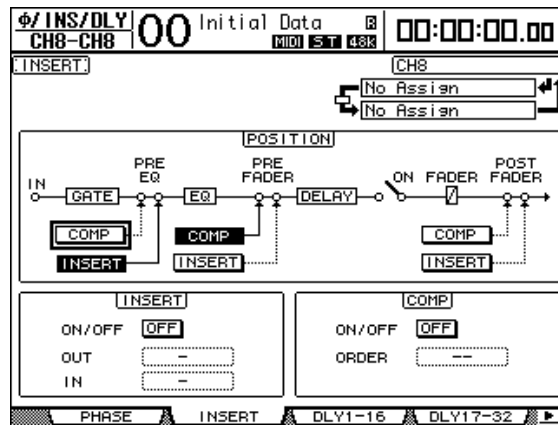 Φ/INS/DLY
CH8-CH8
00
Initial Data
MIDI ST 48K
00:00:00.00
INSERT
CH8
No Assign
No Assign
POSITION
IN
GATE
PRE EQ
EQ
PRE FADER
DELAY
ON
FADER
POST FADER
COMP
COMP
COMP
INSERT
INSERT
INSERT
INSERT
ON/OFF OFF
OUT -
IN -
COMP
ON/OFF OFF
ORDER --
PHASE INSERT DLY1-16 DLY17-32